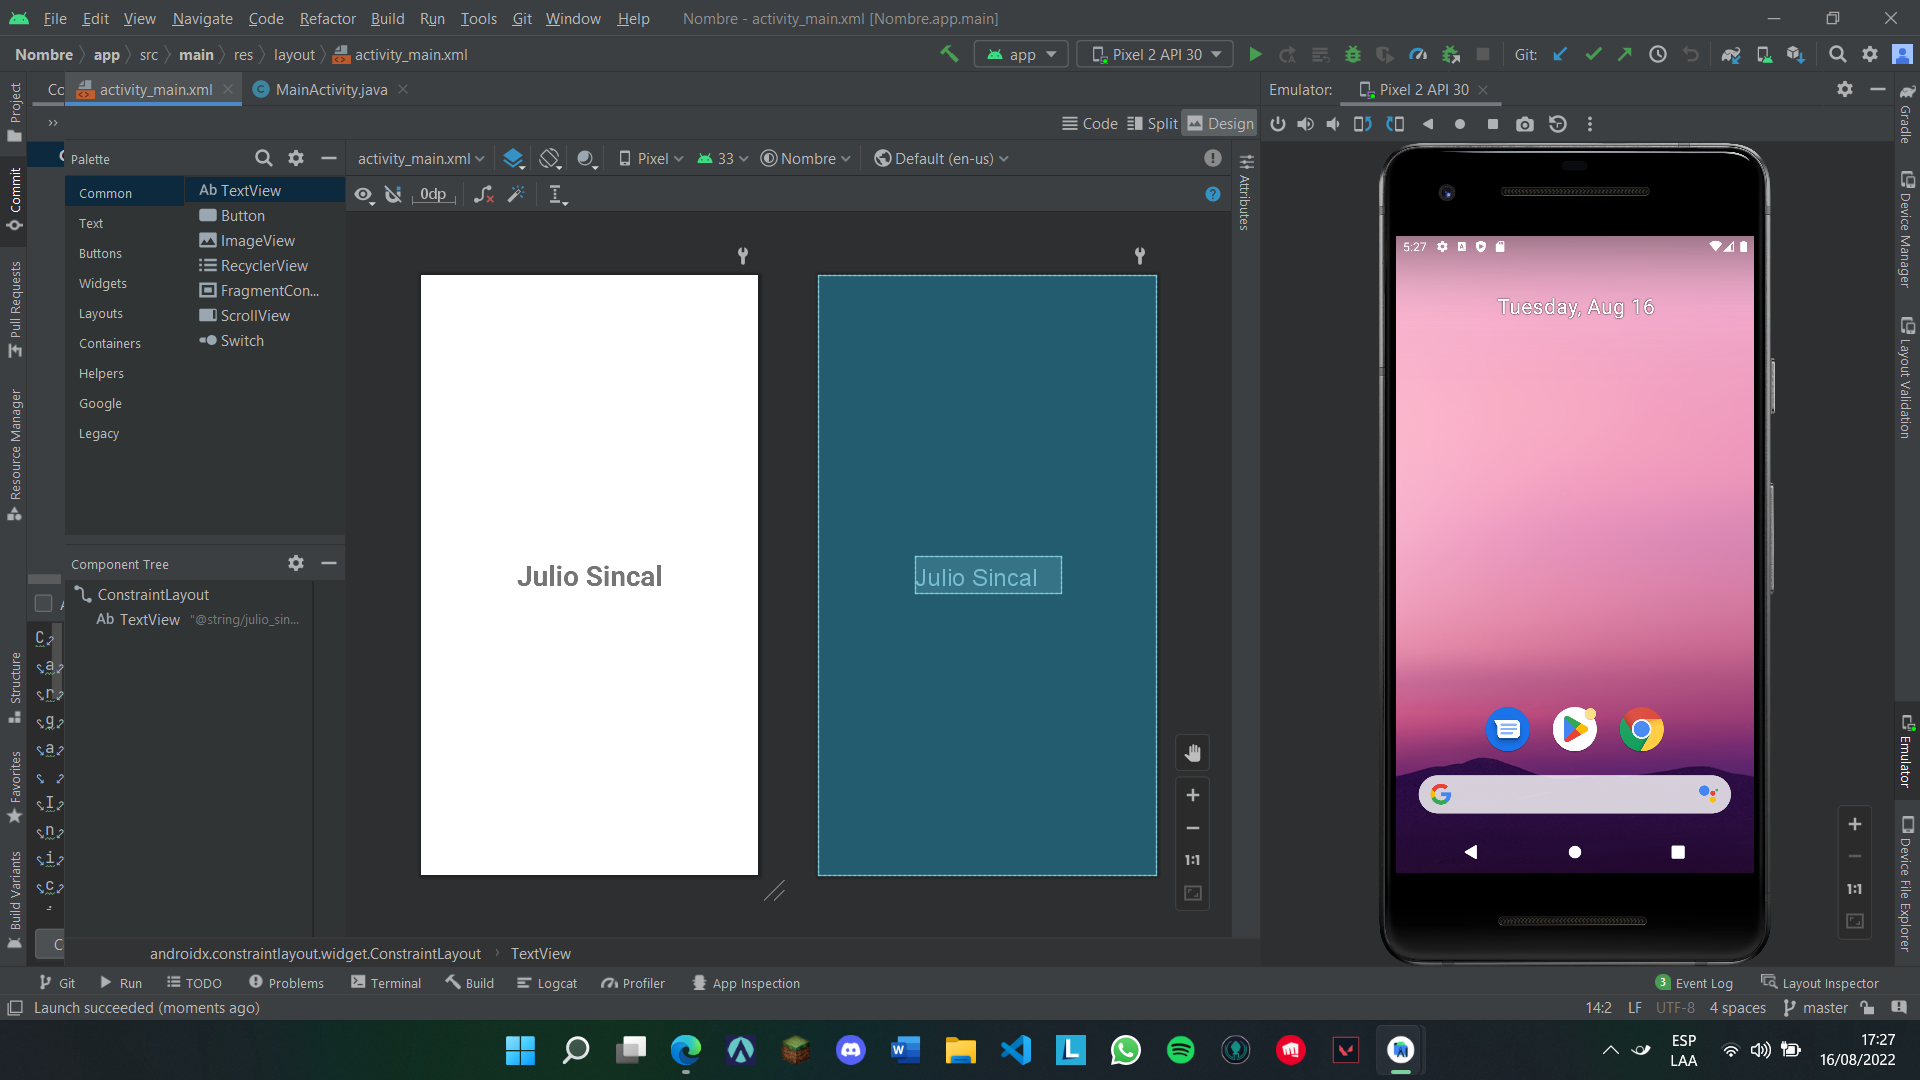 File Edit View Navigate Code Refactor Build Run Tools Git Window Help Nombre - activity_main.xml [Nombre.app.main]
Nombre app src main res layout activity_main.xml app Pixel 2 API 30 Git:
Co activity_main.xml MainActivity.java Emulator: Pixel 2 API 30
Code Split Design
Palette activity_main.xml Pixel 33 Nombre Default (en-us)
0dp
Common
Text
Buttons
Widgets
Layouts
Containers
Helpers
Google
Legacy
Ab TextView
Button
ImageView
RecyclerView
FragmentCon...
ScrollView
Switch
Component Tree
ConstraintLayout
Ab TextView "@string/julio_sin...
Julio Sincal
Julio Sincal
1:1
androidx.constraintlayout.widget.ConstraintLayout TextView
Project
Commit
Pull Requests
Resource Manager
Structure
Favorites
Build Variants
C
a
r
g
a
I
n
i
c
C
Attributes
5:27
Tuesday, Aug 16
1:1
Gradle
Device Manager
Layout Validation
Emulator
Device File Explorer
Git Run TODO Problems Terminal Build Logcat Profiler App Inspection 3 Event Log Layout Inspector
Launch succeeded (moments ago) 14:2 LF UTF-8 4 spaces master
ESP
LAA
17:27
16/08/2022